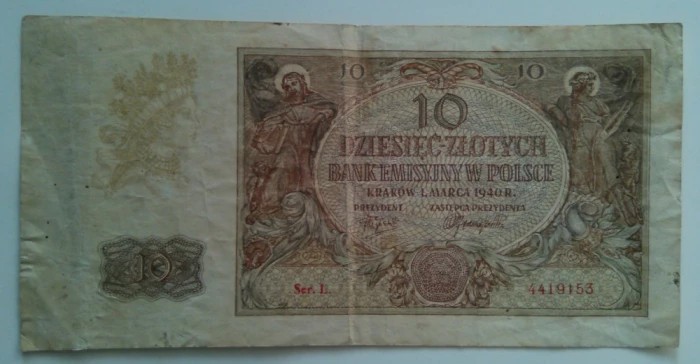 10 10
10
DZIESIĘĆ-ZŁOTYCH
BANK EMISYJNY W POLSCE
KRAKÓW 1. MARCA 1940 R.
PREZYDENT ZASTĘPCA PREZYDENTA
10
Ser. L. 4419153